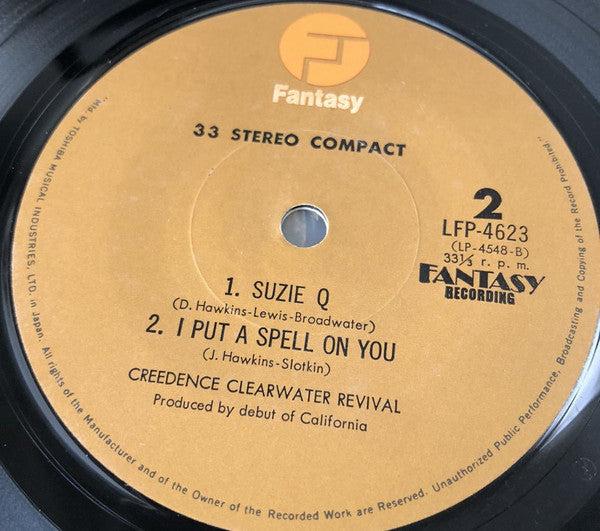 Fantasy
33 STEREO COMPACT
2
LFP-4623
(LP-4548-B)
33⅓ r. p. m.
FANTASY
RECORDING
1. SUZIE Q
(D. Hawkins-Lewis-Broadwater)
2. I PUT A SPELL ON YOU
(J. Hawkins-Slotkin)
CREEDENCE CLEARWATER REVIVAL
Produced by debut of California
"Mfd. by TOSHIBA MUSICAL INDUSTRIES, LTD. in Japan. All rights of the Manufacturer and of the Owner of the Recorded Work are Reserved. Unauthorized Public Performance, Broadcasting and Copying of the Record Prohibited."